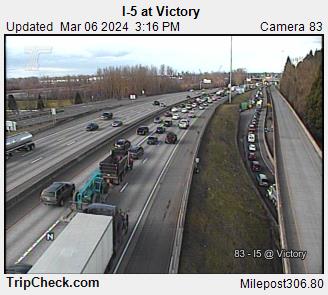 I-5 at Victory
Updated Mar 06 2024 3:16 PM Camera 83
N
83 - I5 @ Victory
TripCheck.com Milepost306.80